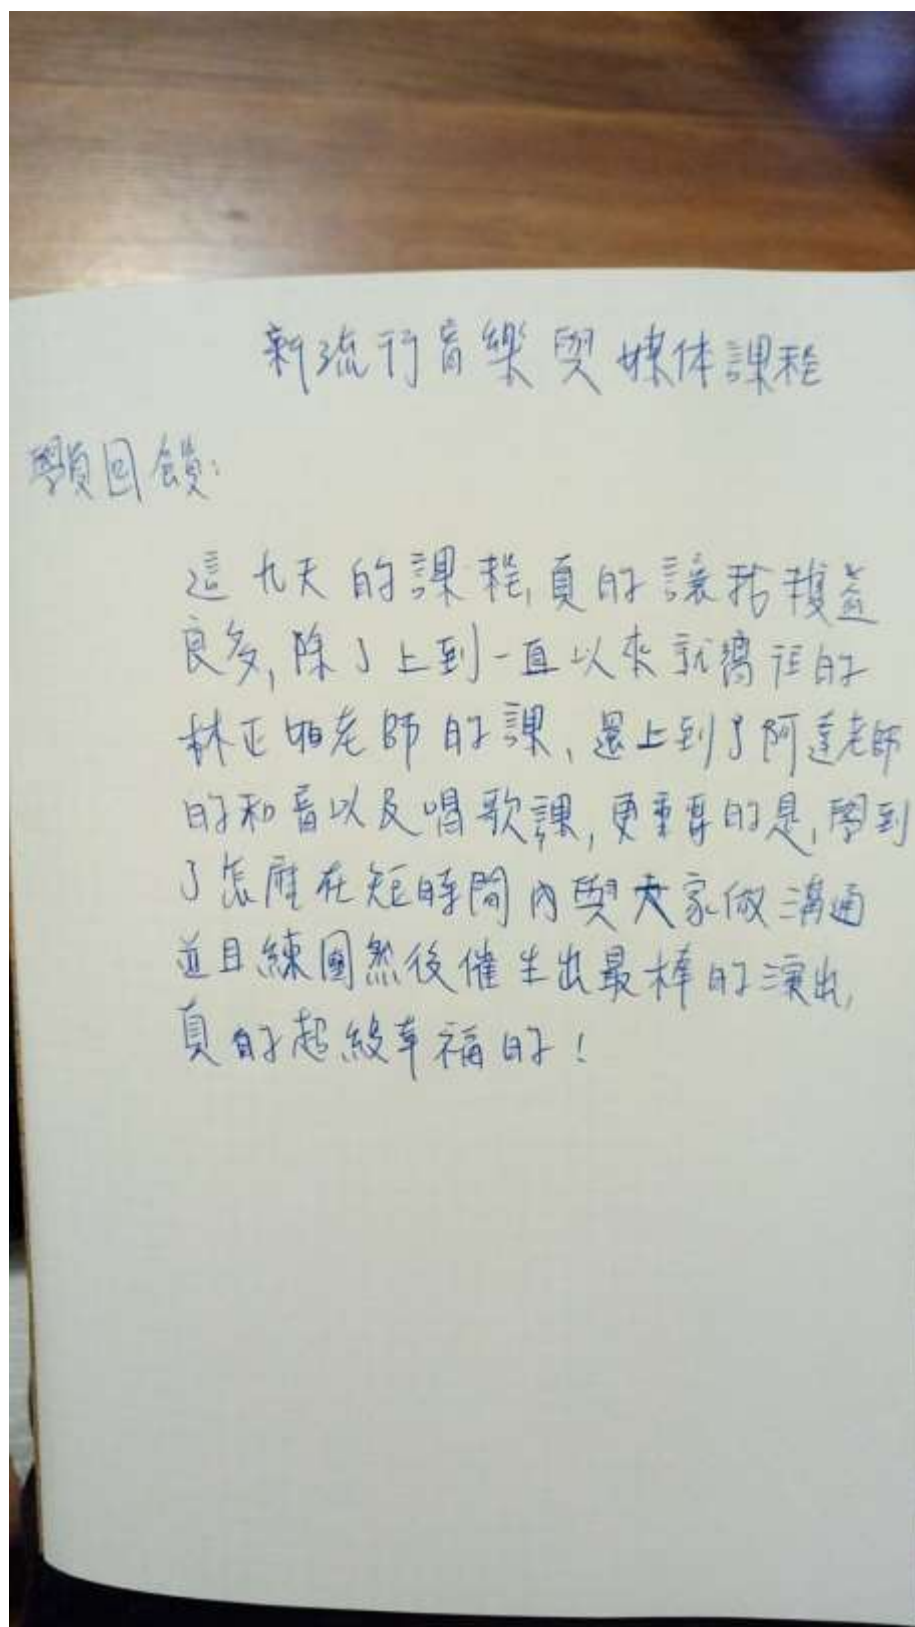 新流行音樂與媒体課程
學員回饋:
這九天的課程,真的讓我獲益
良多,除了上到一直以來就嚮往的
林正如老師的課、還上到了阿達老師
的和音以及唱歌課,更重要的是,學到
了怎麼在短時間內與大家做溝通
並且練團然後催生出最棒的演出,
真的超級幸福的!